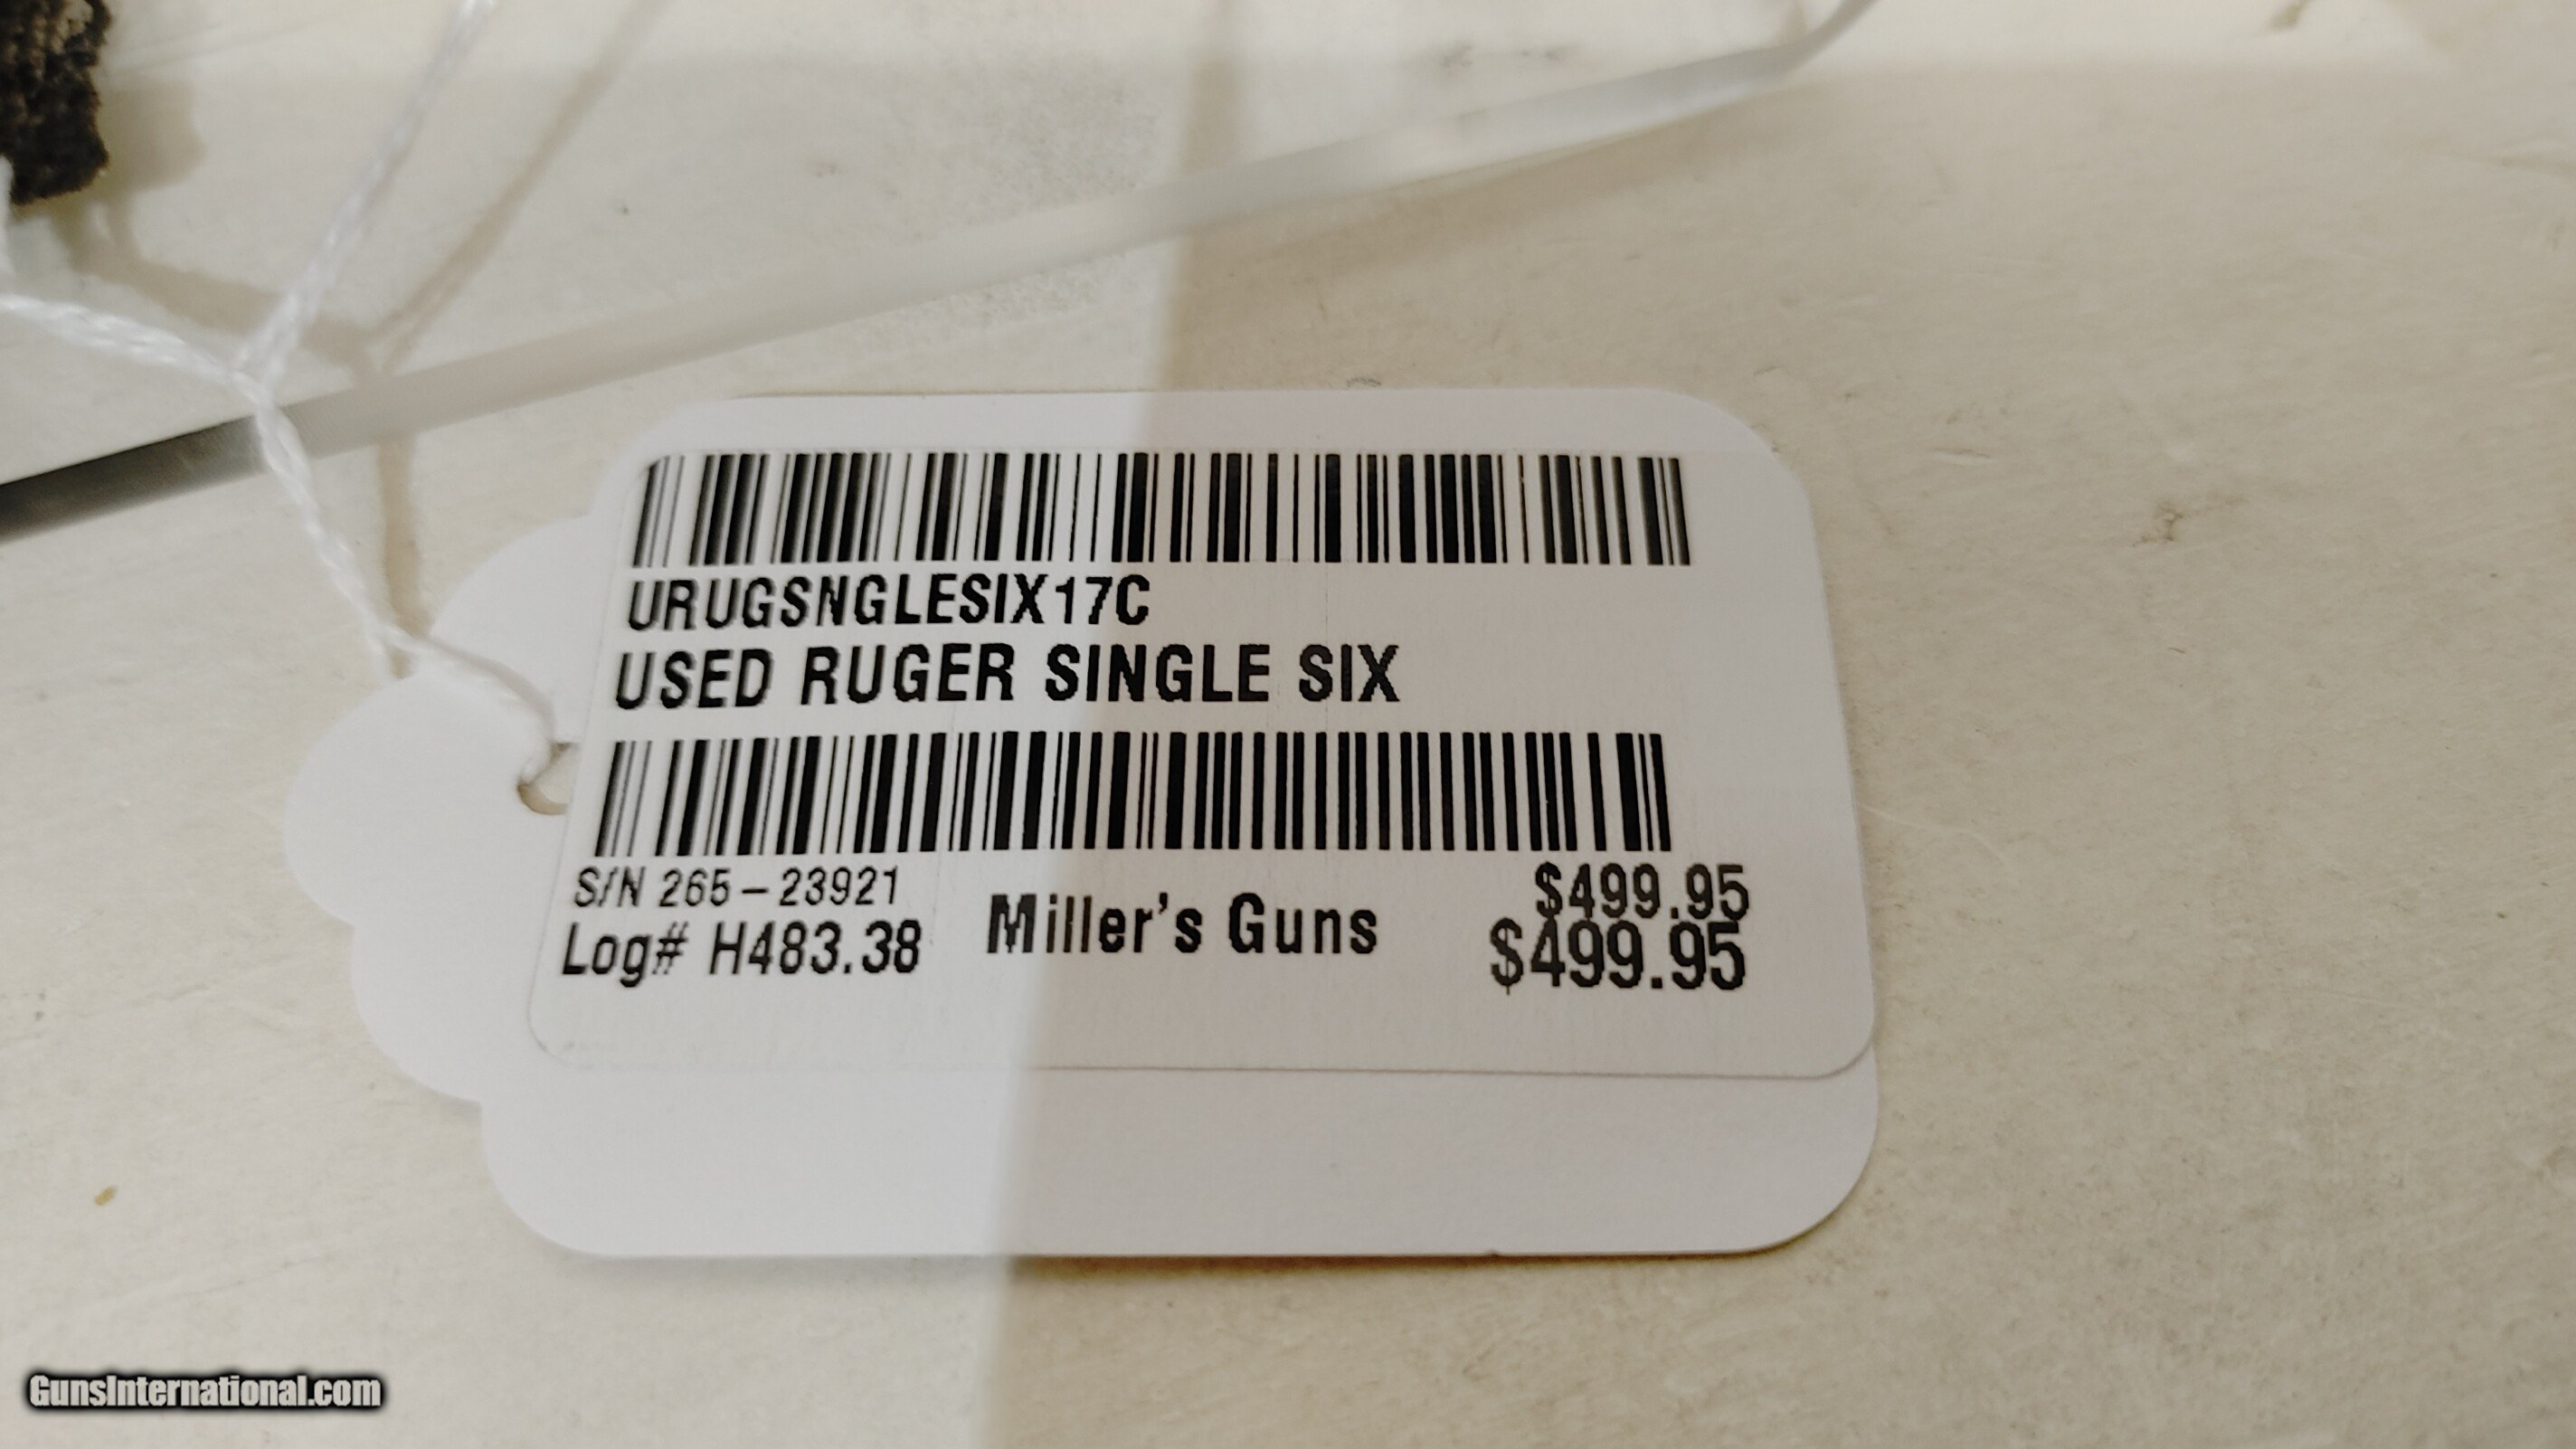 URUGSNGLESIX17C
USED RUGER SINGLE SIX
S/N 265-23921
Log# H483.38
Miller's Guns
$499.95
$499.95
GunsInternational.com